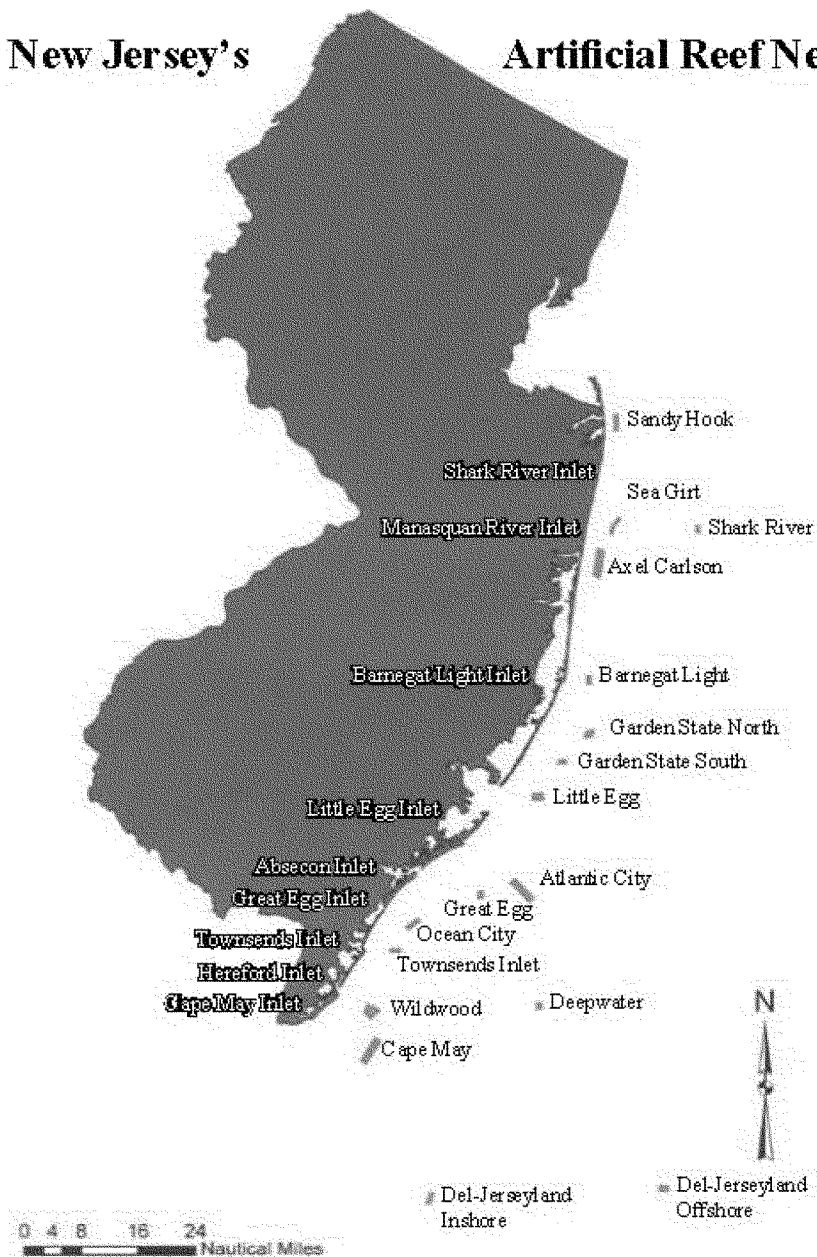 New Jersey's Artificial Reef Ne
Sandy Hook
Shark River Inlet
Sea Girt
Manasquan River Inlet
Shark River
Axel Carlson
Barnegat Light Inlet
Barnegat Light
Garden State North
Garden State South
Little Egg Inlet
Little Egg
Absecon Inlet
Atlantic City
Great Egg Inlet
Great Egg
Ocean City
Townsends Inlet
Townsends Inlet
Hereford Inlet
Cape May Inlet
Wildwood
Deepwater
N
Cape May
Del-Jerseyland
Inshore
Del-Jerseyland
Offshore
0 4 8 16 24
Nautical Miles